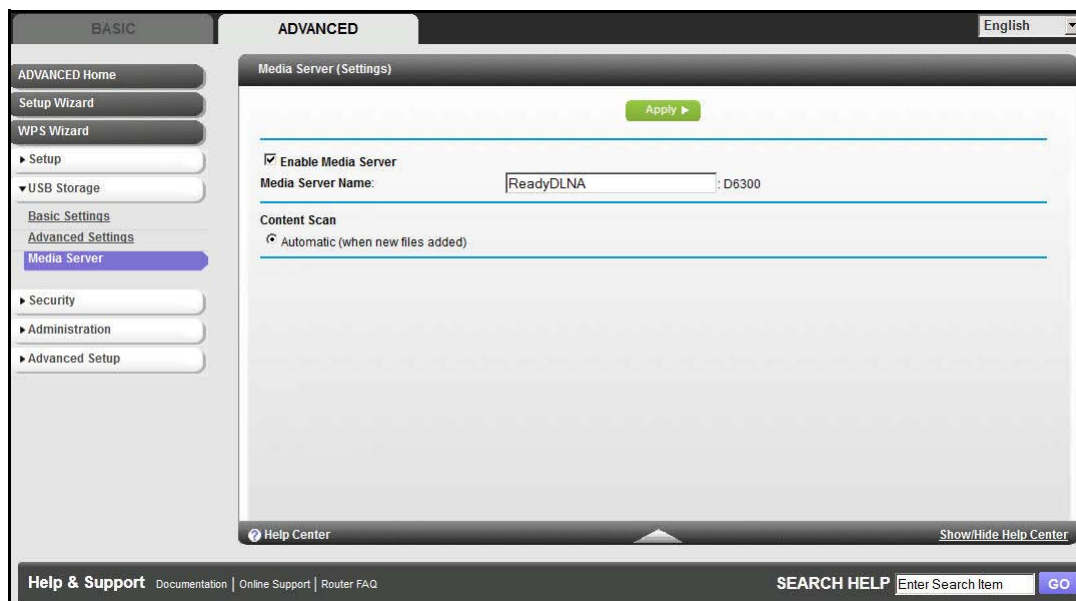 BASIC
ADVANCED
English
ADVANCED Home
Setup Wizard
WPS Wizard
Setup
USB Storage
Basic Settings
Advanced Settings
Media Server
Security
Administration
Advanced Setup
Media Server (Settings)
Apply
Enable Media Server
Media Server Name: ReadyDLNA : D6300
Content Scan
Automatic (when new files added)
Help Center
Show/Hide Help Center
Help & Support Documentation | Online Support | Router FAQ
SEARCH HELP Enter Search Item GO